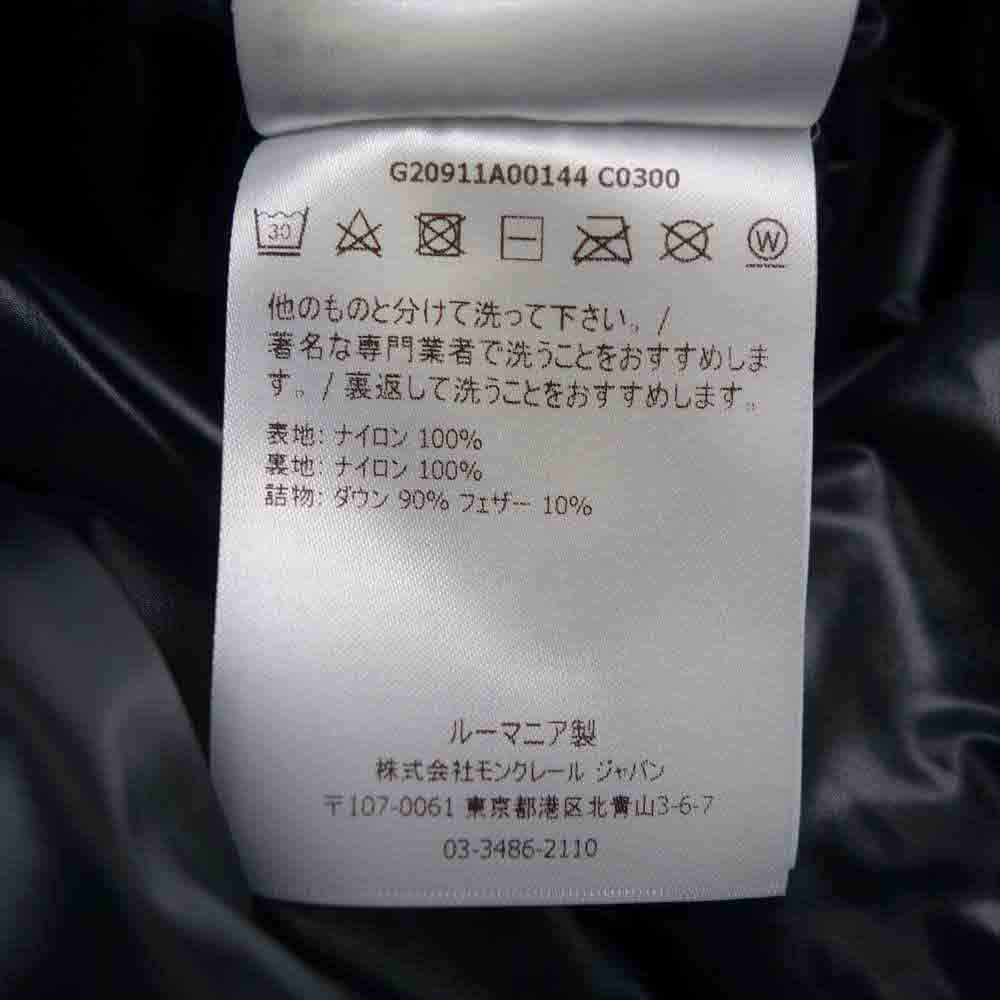 G20911A00144 C0300
30
W
他のものと分けて洗って下さい。/
著名な専門業者で洗うことをおすすめしま
す。/ 裏返して洗うことをおすすめします。
表地: ナイロン 100%
裏地: ナイロン 100%
詰物: ダウン 90% フェザー 10%
ルーマニア製
株式会社モンクレール ジャパン
〒107-0061 東京都港区北青山3-6-7
03-3486-2110